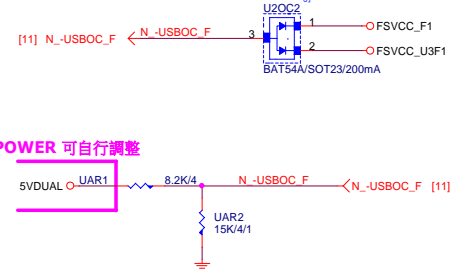 U2OC2
1
FSVCC_F1
[11] N_-USBOC_F
N_-USBOC_F
3
2
FSVCC_U3F1
BAT54A/SOT23/200mA
POWER 可自行調整
5VDUAL
UAR1
8.2K/4
N_-USBOC_F
N_-USBOC_F [11]
UAR2
15K/4/1